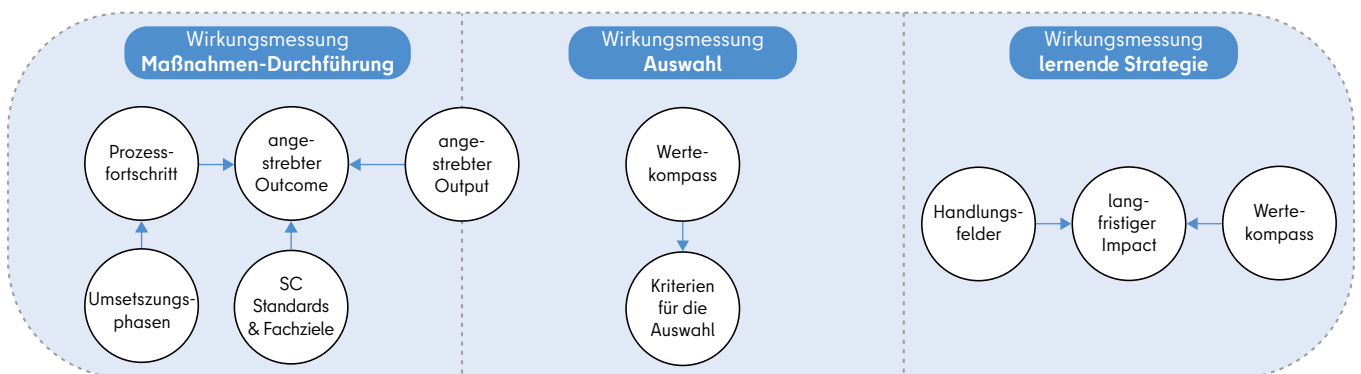 Wirkungsmessung
Maßnahmen-Durchführung
Prozess-
fortschritt
ange-
strebter
Outcome
ange-
strebter
Output
Umsetszungs-
phasen
SC
Standards
& Fachziele
Wirkungsmessung
Auswahl
Werte-
kompass
Kriterien
für die
Auswahl
Wirkungsmessung
lernende Strategie
Handlungs-
felder
lang-
fristiger
Impact
Werte-
kompass